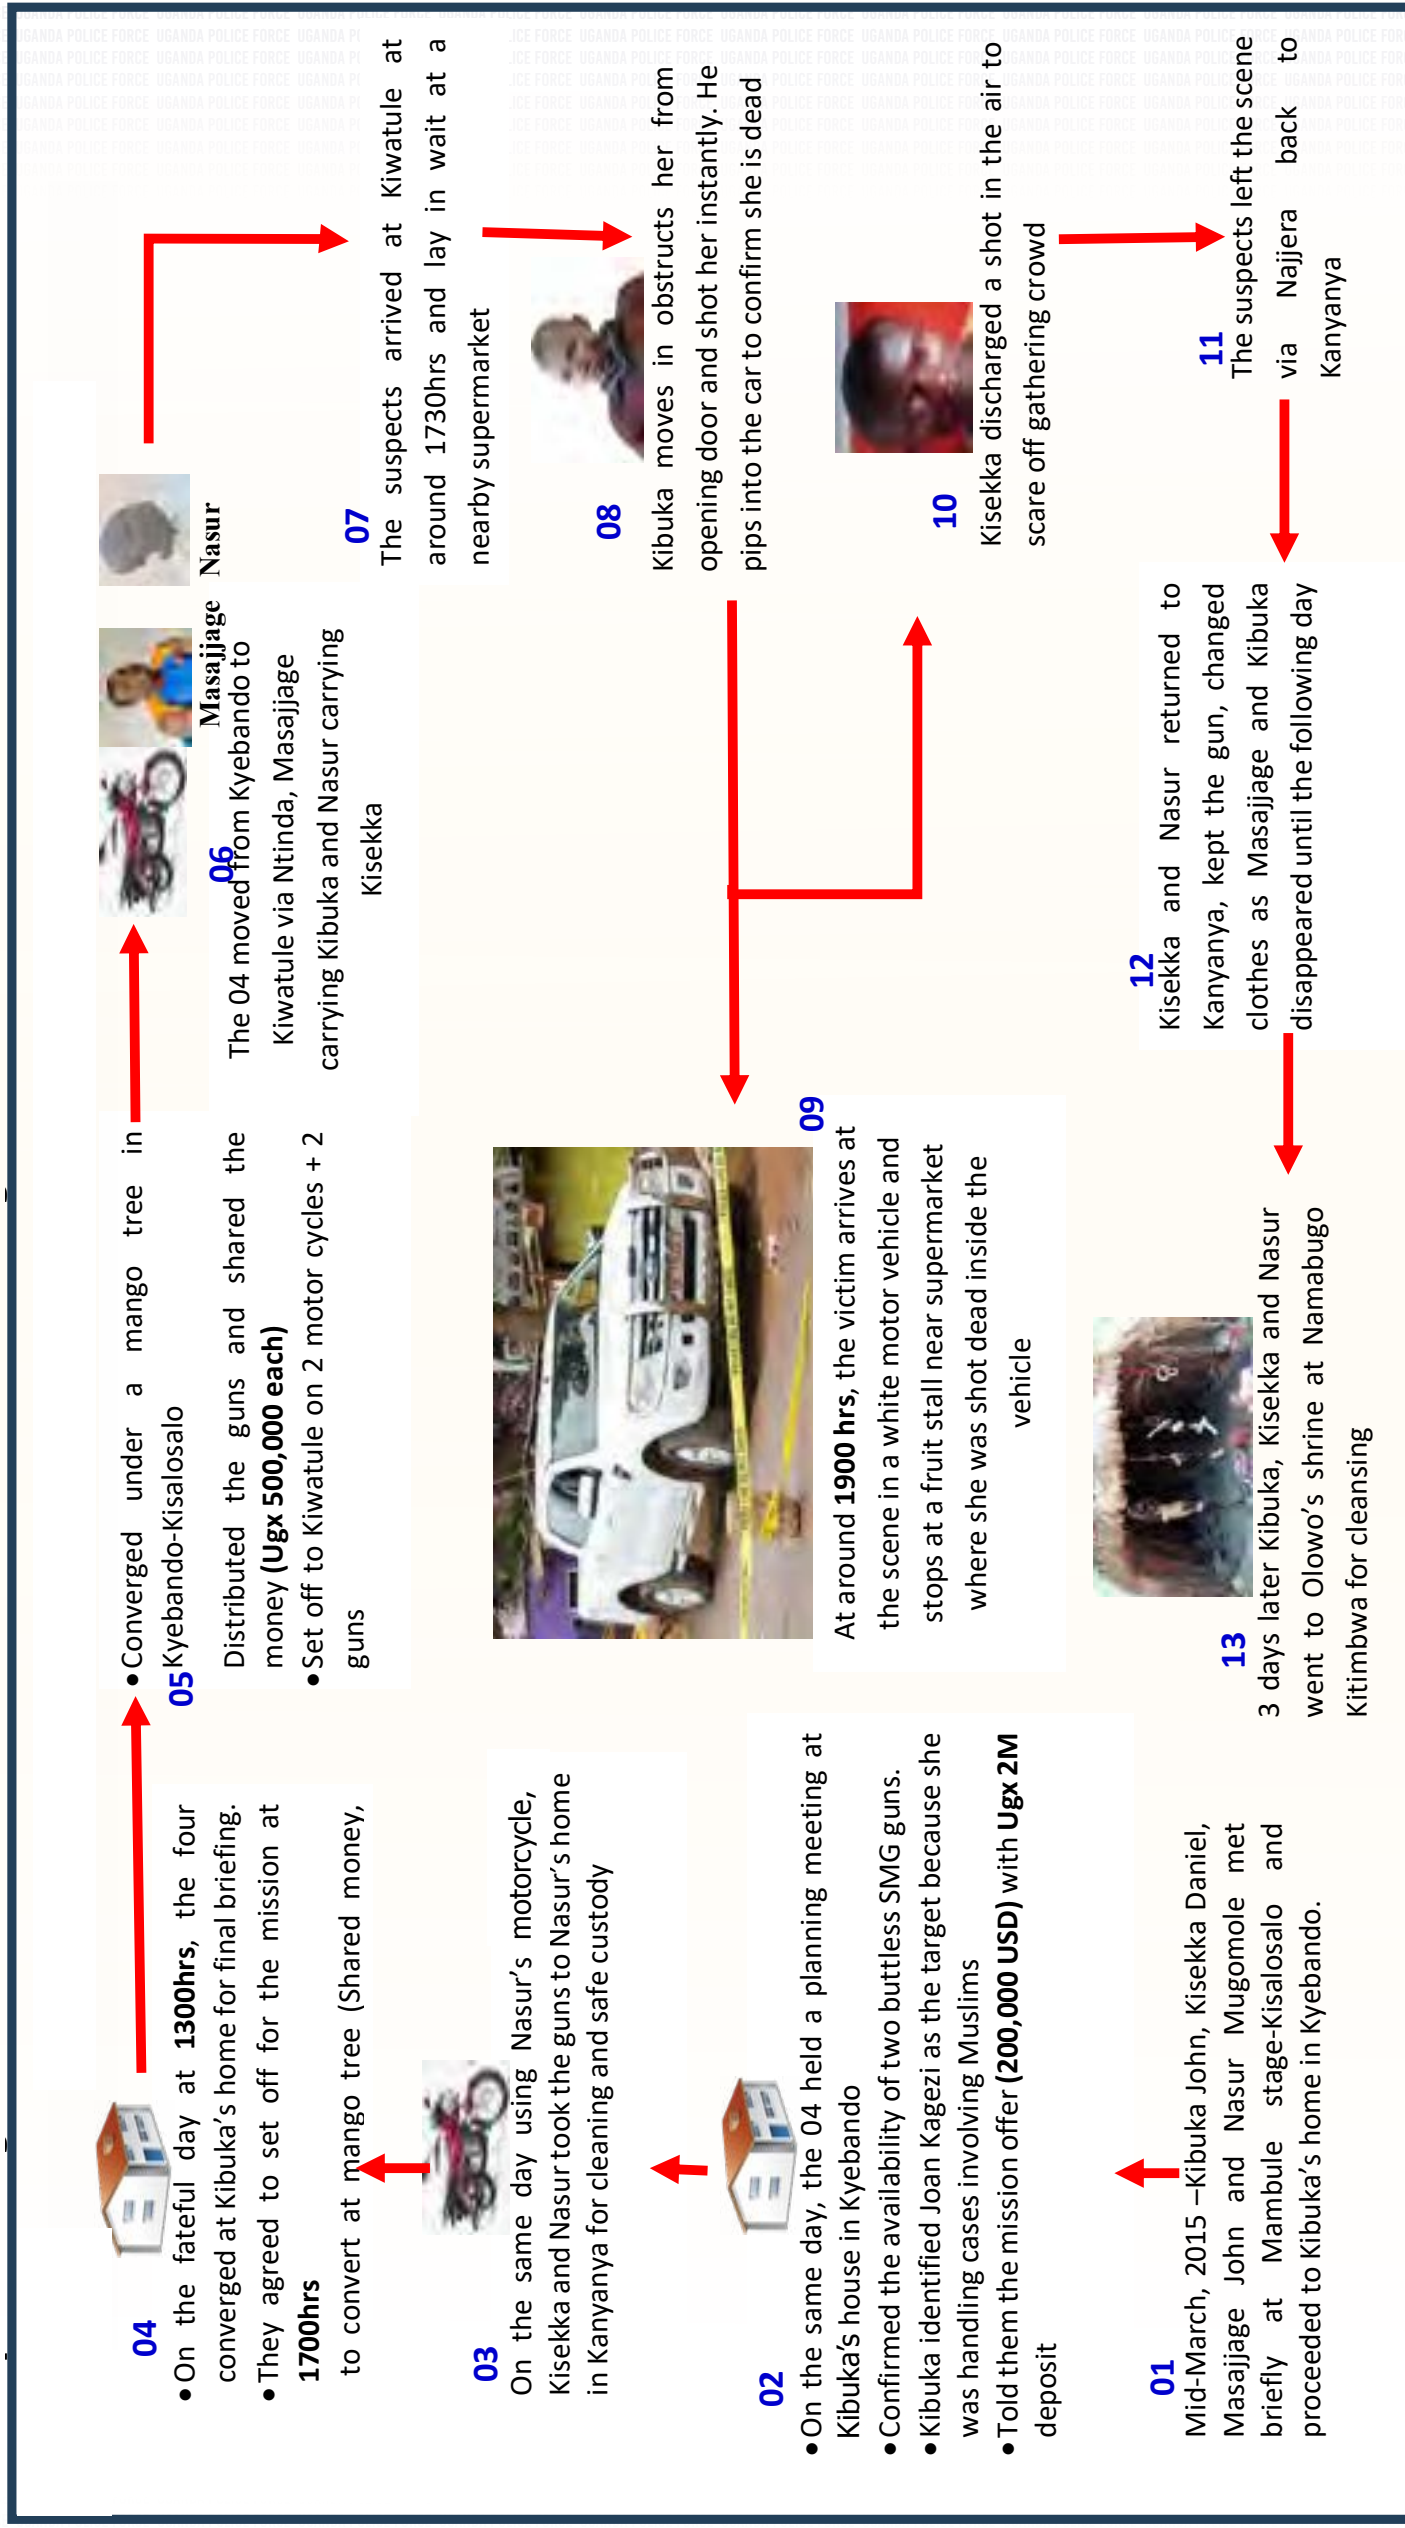 01
Mid-March, 2015 –Kibuka John, Kisekka Daniel,
Masajjage John and Nasur Mugomole met
briefly at Mambule stage-Kisalosalo and
proceeded to Kibuka's home in Kyebando.
02
•On the same day, the 04 held a planning meeting at
Kibuka's house in Kyebando
•Confirmed the availability of two buttless SMG guns.
•Kibuka identified Joan Kagezi as the target because she
was handling cases involving Muslims
•Told them the mission offer (200,000 USD) with Ugx 2M
deposit
03
On the same day using Nasur's motorcycle,
Kisekka and Nasur took the guns to Nasur's home
in Kanyanya for cleaning and safe custody
04
•On the fateful day at 1300hrs, the four
converged at Kibuka's home for final briefing.
•They agreed to set off for the mission at
1700hrs
to convert at mango tree (Shared money,
•Converged under a mango tree in
Kyebando-Kisalosalo
05
Distributed the guns and shared the
money (Ugx 500,000 each)
•Set off to Kiwatule on 2 motor cycles + 2
guns
Masajjage Nasur
06
The 04 moved from Kyebando to
Kiwatule via Ntinda, Masajjage
carrying Kibuka and Nasur carrying
Kisekka
07
The suspects arrived at Kiwatule at
around 1730hrs and lay in wait at a
nearby supermarket
08
Kibuka moves in obstructs her from
opening door and shot her instantly. He
pips into the car to confirm she is dead
09
At around 1900 hrs, the victim arrives at
the scene in a white motor vehicle and
stops at a fruit stall near supermarket
where she was shot dead inside the
vehicle
10
Kisekka discharged a shot in the air to
scare off gathering crowd
11
The suspects left the scene
via Najjera back to
Kanyanya
12
Kisekka and Nasur returned to
Kanyanya, kept the gun, changed
clothes as Masajjage and Kibuka
disappeared until the following day
13
3 days later Kibuka, Kisekka and Nasur
went to Olowo's shrine at Namabugo
Kitimbwa for cleansing